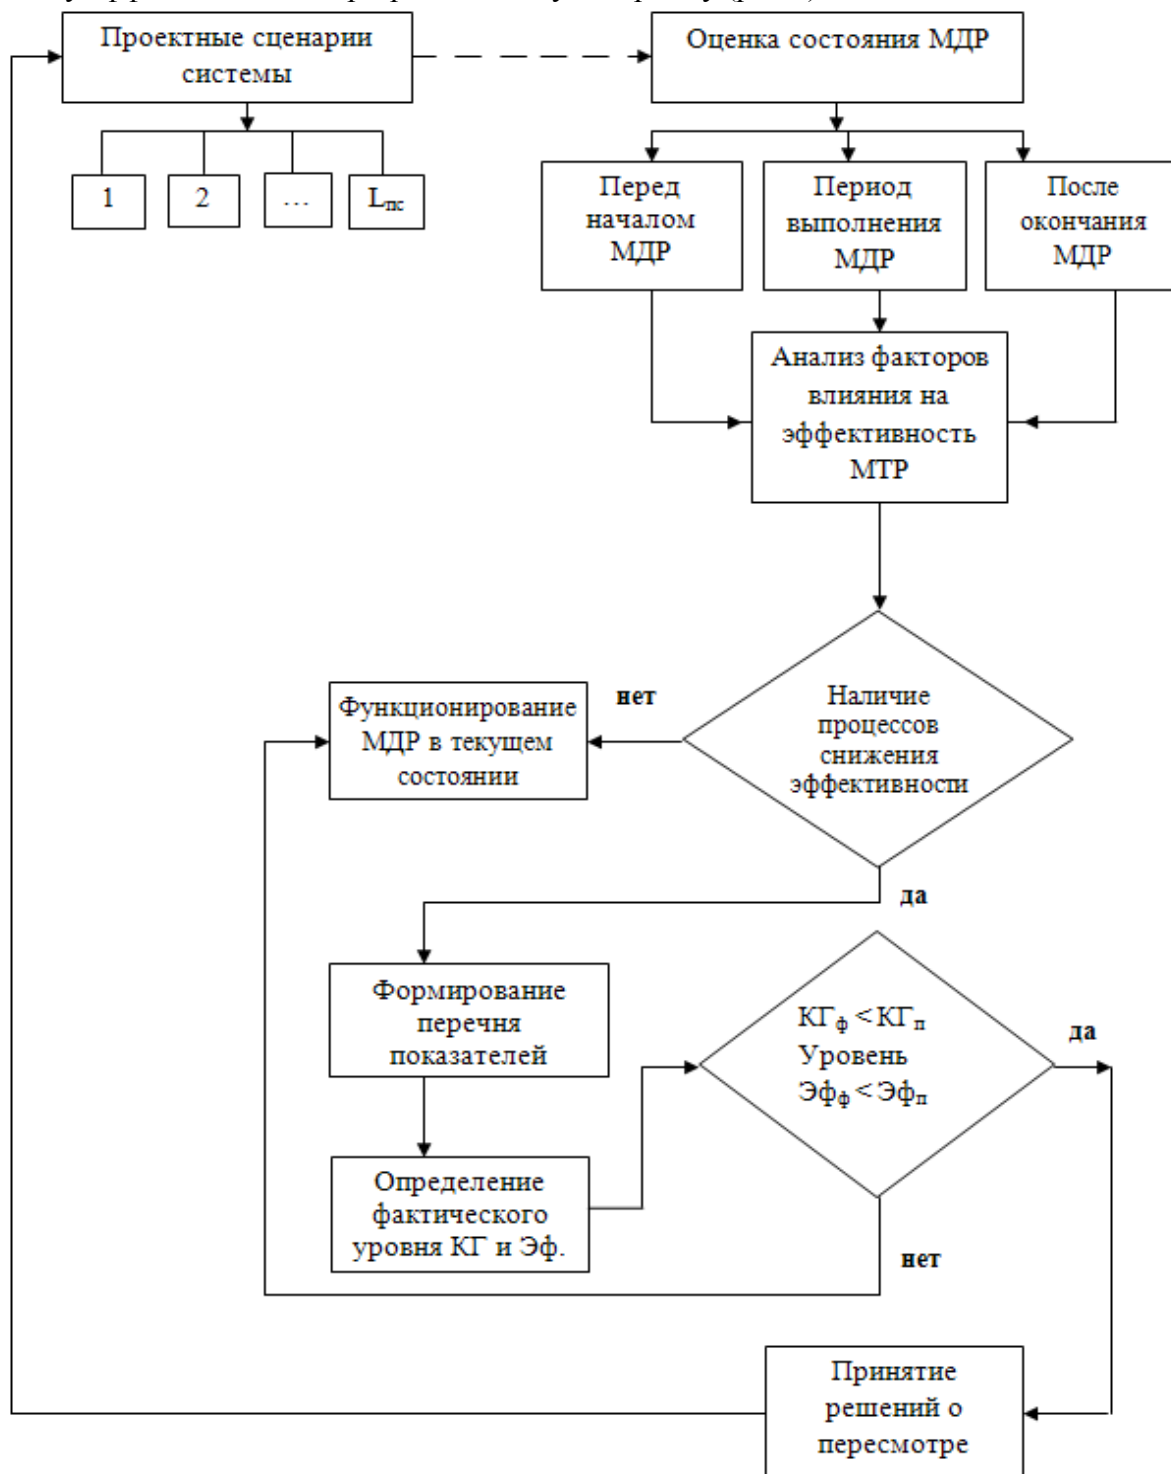 Проектные сценарии
системы
Оценка состояния МДР
1
2
...
Lпс
Перед
началом
МДР
Период
выполнения
МДР
После
окончания
МДР
Анализ факторов
влияния на
эффективность
МТР
Наличие
процессов
снижения
эффективности
нет
Функционирование
МДР в текущем
состоянии
да
Формирование
перечня
показателей
КГф < КГп
Уровень
Эфф < Эфп
да
Определение
фактического
уровня КГ и Эф.
нет
Принятие
решений о
пересмотре